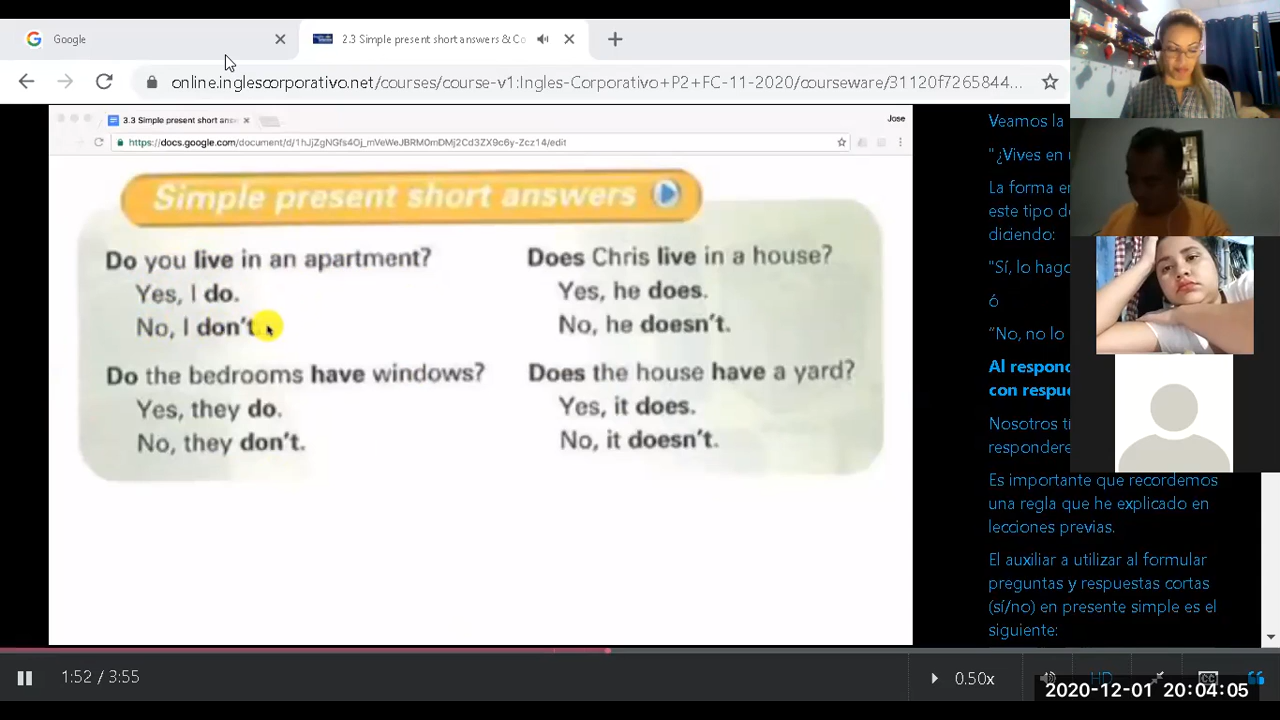 Google
2.3 Simple present short answers & Co
online.inglescorporativo.net/courses/course-v1:Ingles-Corporativo+P2+FC-11-2020/courseware/31120f7265844...
3.3 Simple present short ans
Jose
https://docs.google.com/document/d/1hJjZgNGfs4Oj_mVeWeJBRM0mDMj2Cd3ZX9c6y-Zcz14/edit
Simple present short answers
Do you live in an apartment?
Yes, I do.
No, I don't.
Do the bedrooms have windows?
Yes, they do.
No, they don't.
Does Chris live in a house?
Yes, he does.
No, he doesn't.
Does the house have a yard?
Yes, it does.
No, it doesn't.
Veamos la
"¿Vives en
La forma
este tipo
diciendo:
"Sí, lo hago
ó
"No, no lo
Al
con
Nosotros
Es importante que recordemos
una regla que he explicado en
lecciones previas.
El auxiliar a utilizar al formular
preguntas y respuestas cortas
(sí/no) en presente simple es el
siguiente:
1:52 / 3:55
0.50x
HD
CC
2020-12-01 20:04:05